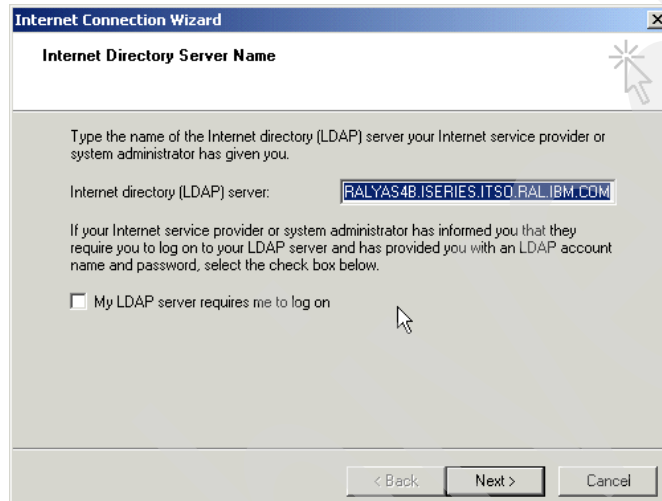 Internet Connection Wizard
Internet Directory Server Name
Type the name of the Internet directory (LDAP) server your Internet service provider or
system administrator has given you.
Internet directory (LDAP) server:
RALYAS4B.ISERIES.ITSO.RAL.IBM.COM
If your Internet service provider or system administrator has informed you that they
require you to log on to your LDAP server and has provided you with an LDAP account
name and password, select the check box below.
My LDAP server requires me to log on
< Back
Next >
Cancel